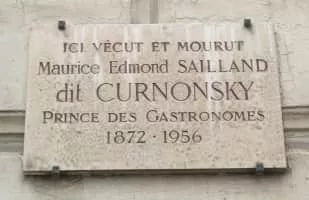 ICI VÉCUT ET MOURUT
Maurice Edmond SAILLAND
dit CURNONSKY
PRINCE DES GASTRONOMES
1872 · 1956